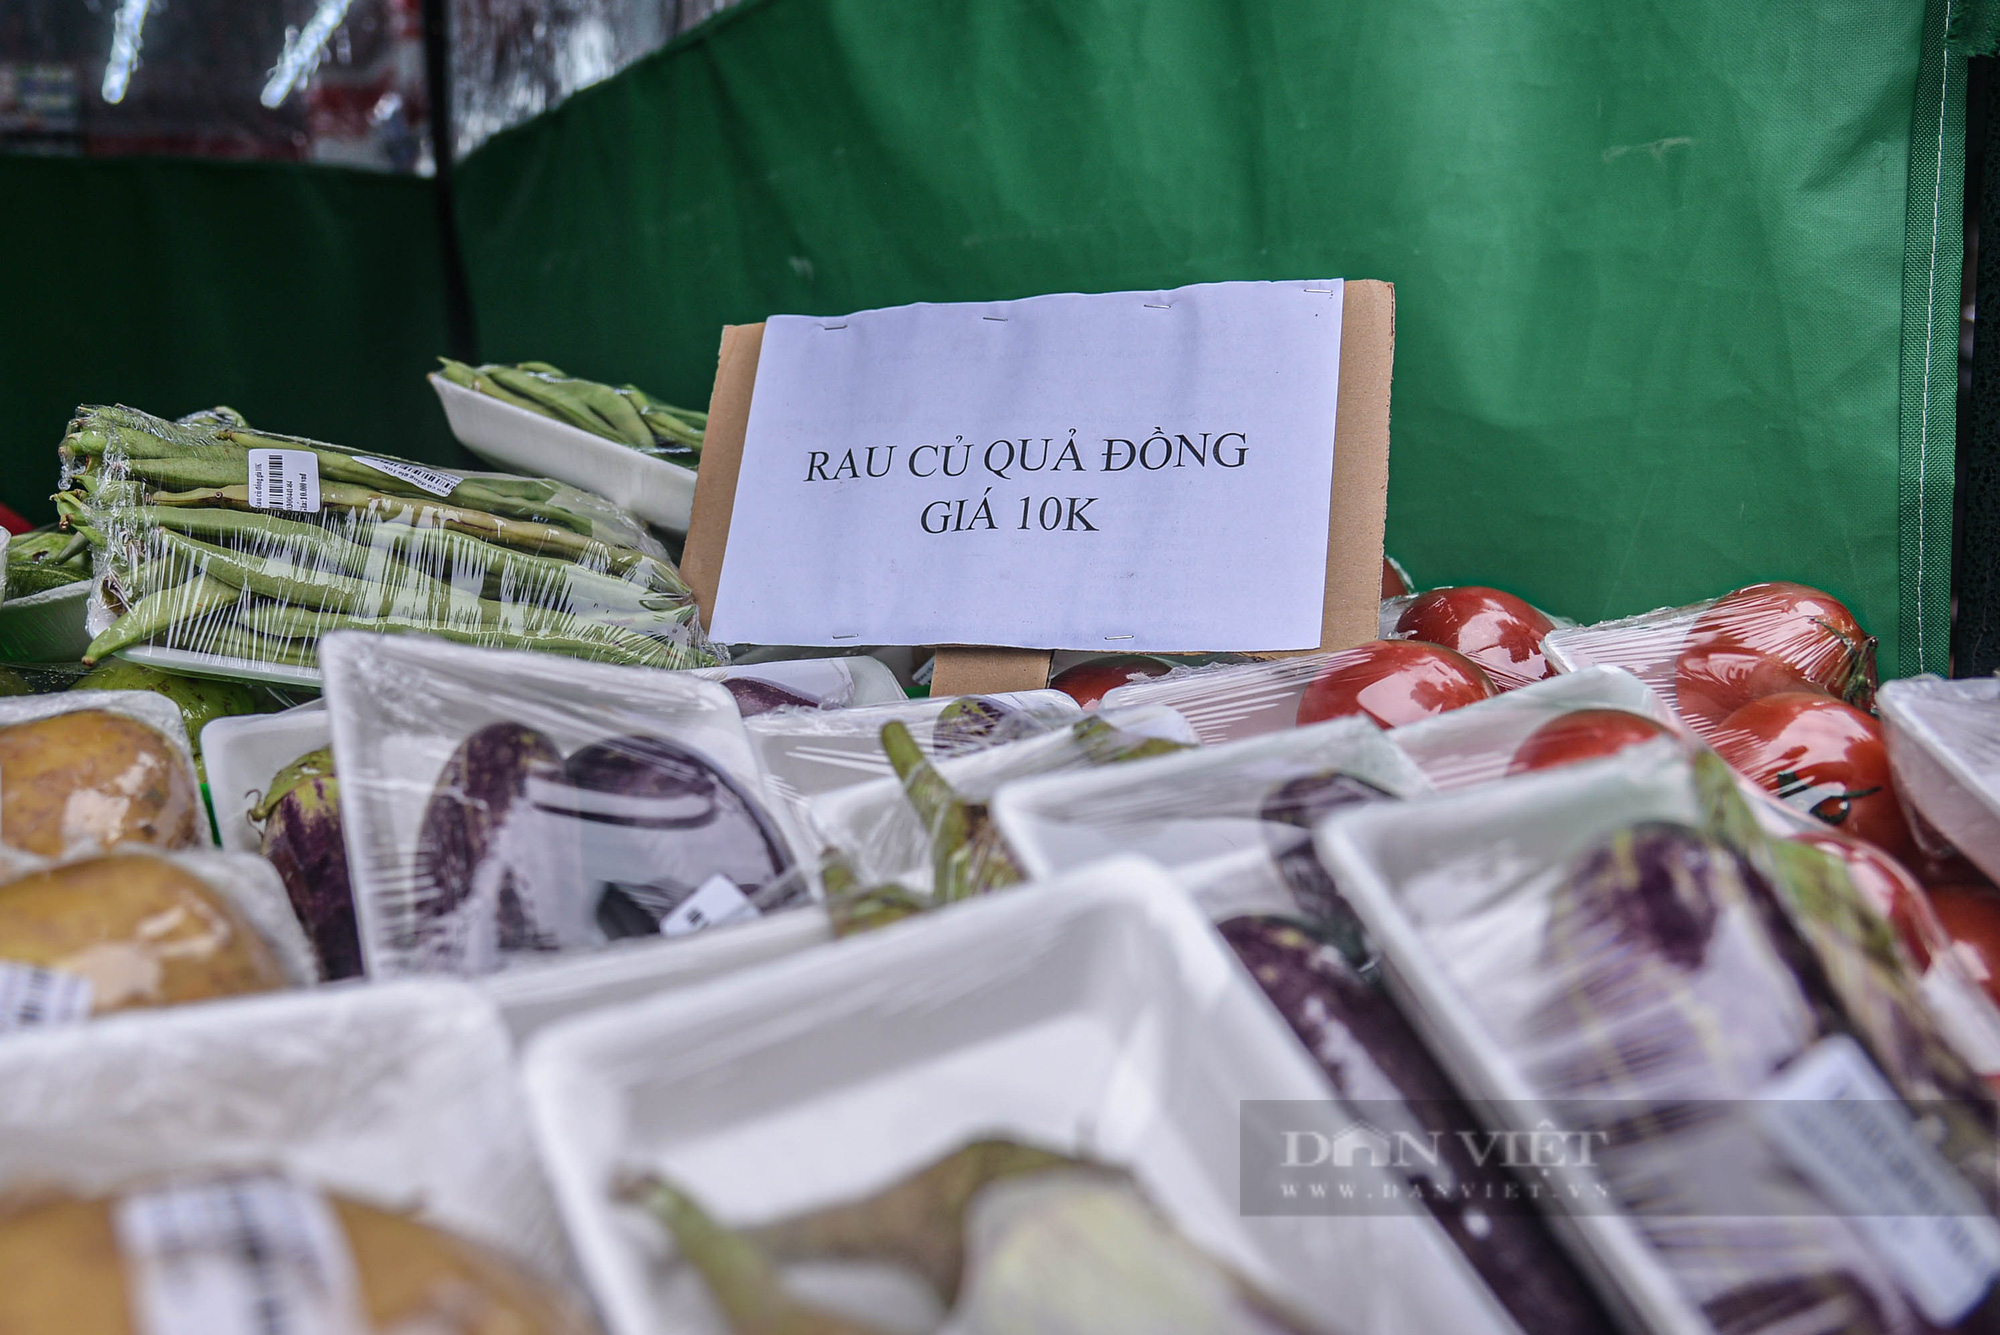 RAU CỦ QUẢ ĐỒNG
GIÁ 10K
DÂN VIỆT
WWW.DANVIET.VN